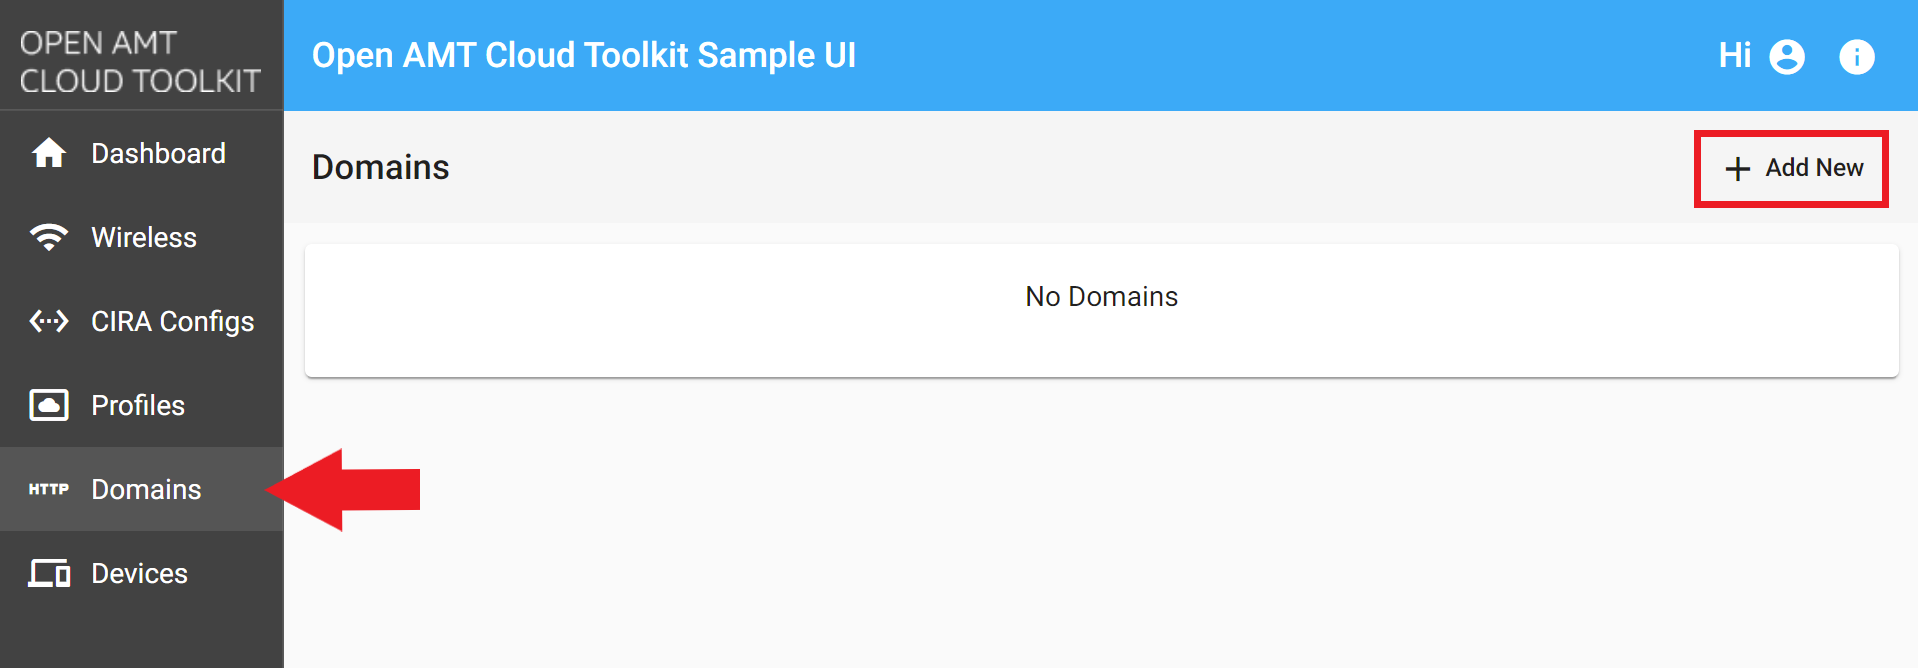 OPEN AMT
CLOUD TOOLKIT
Open AMT Cloud Toolkit Sample UI
Hi
Dashboard
Wireless
CIRA Configs
Profiles
HTTP Domains
Devices
Domains
Add New
No Domains